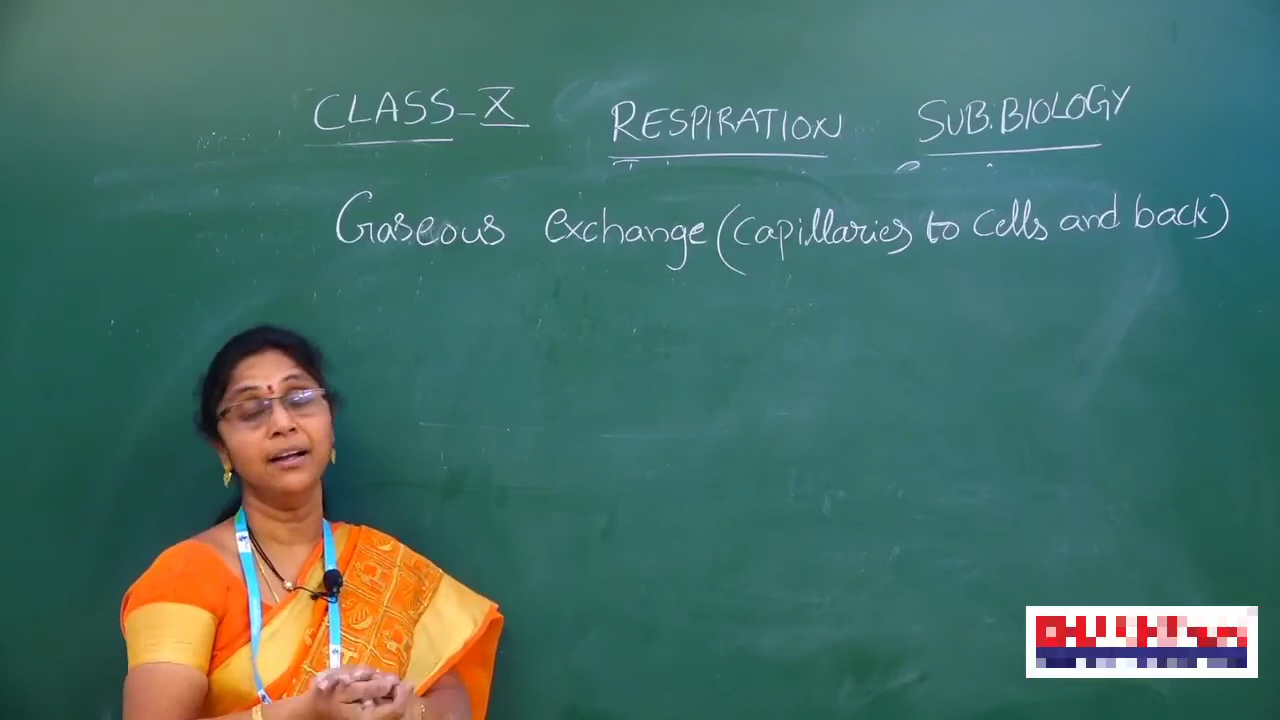 CLASS-X RESPIRATION SUB.BIOLOGY
Gaseous exchange (capillaries to cells and back)